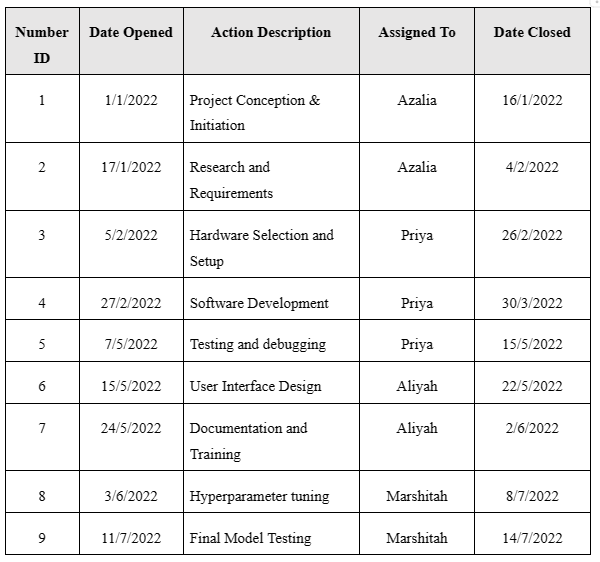 Number ID Date Opened Action Description Assigned To Date Closed
1 1/1/2022 Project Conception & Initiation Azalia 16/1/2022
2 17/1/2022 Research and Requirements Azalia 4/2/2022
3 5/2/2022 Hardware Selection and Setup Priya 26/2/2022
4 27/2/2022 Software Development Priya 30/3/2022
5 7/5/2022 Testing and debugging Priya 15/5/2022
6 15/5/2022 User Interface Design Aliyah 22/5/2022
7 24/5/2022 Documentation and Training Aliyah 2/6/2022
8 3/6/2022 Hyperparameter tuning Marshitah 8/7/2022
9 11/7/2022 Final Model Testing Marshitah 14/7/2022